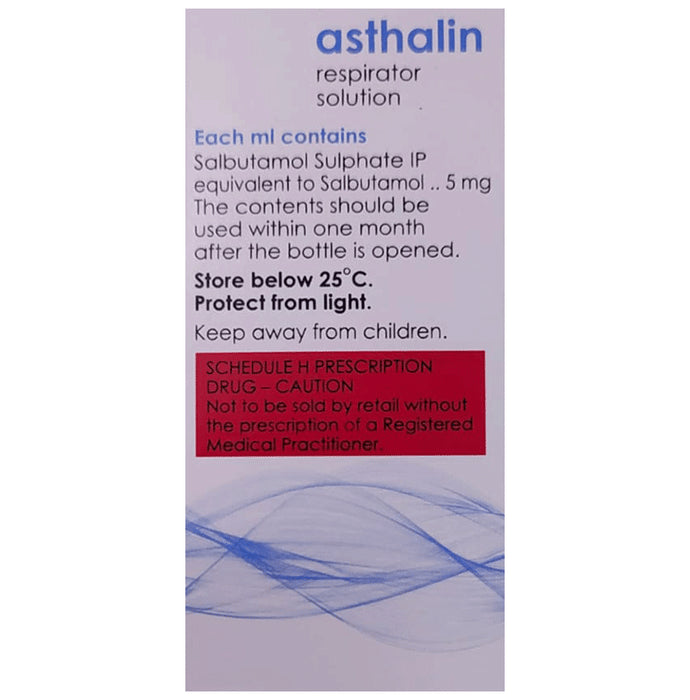 asthalin
respirator
solution
Each ml contains
Salbutamol Sulphate IP
equivalent to Salbutamol .. 5 mg
The contents should be
used within one month
after the bottle is opened.
Store below 25°C.
Protect from light.
Keep away from children.
SCHEDULE H PRESCRIPTION
DRUG – CAUTION
Not to be sold by retail without
the prescription of a Registered
Medical Practitioner.